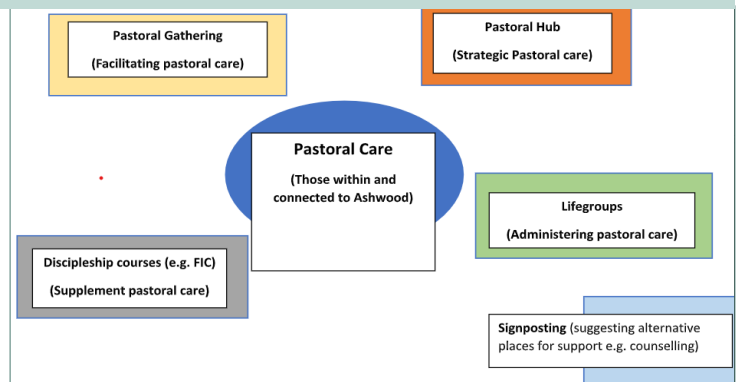 Pastoral Gathering
(Facilitating pastoral care)
Pastoral Hub
(Strategic Pastoral care)
Pastoral Care
(Those within and
connected to Ashwood)
Lifegroups
(Administering pastoral care)
Discipleship courses (e.g. FIC)
(Supplement pastoral care)
Signposting (suggesting alternative
places for support e.g. counselling)